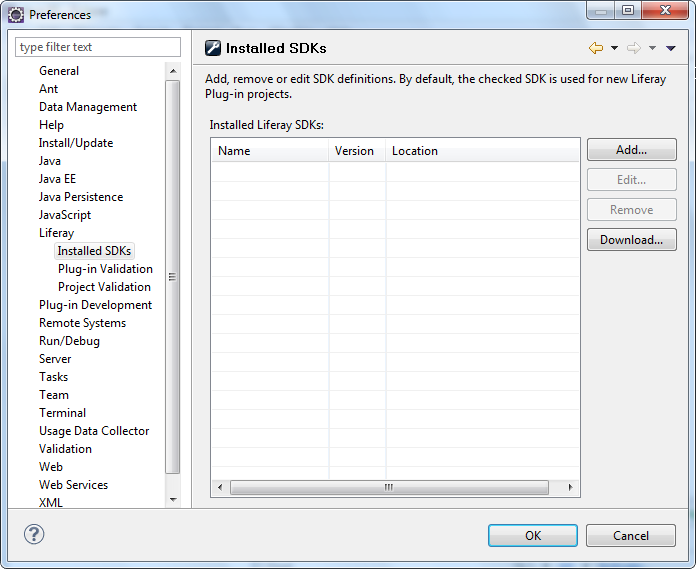 Preferences
type filter text
General
Ant
Data Management
Help
Install/Update
Java
Java EE
Java Persistence
JavaScript
Liferay
Installed SDKs
Plug-in Validation
Project Validation
Plug-in Development
Remote Systems
Run/Debug
Server
Tasks
Team
Terminal
Usage Data Collector
Validation
Web
Web Services
XML
Installed SDKs
Add, remove or edit SDK definitions. By default, the checked SDK is used for new Liferay
Plug-in projects.
Installed Liferay SDKs:
Name Version Location
Add...
Edit...
Remove
Download...
?
OK Cancel